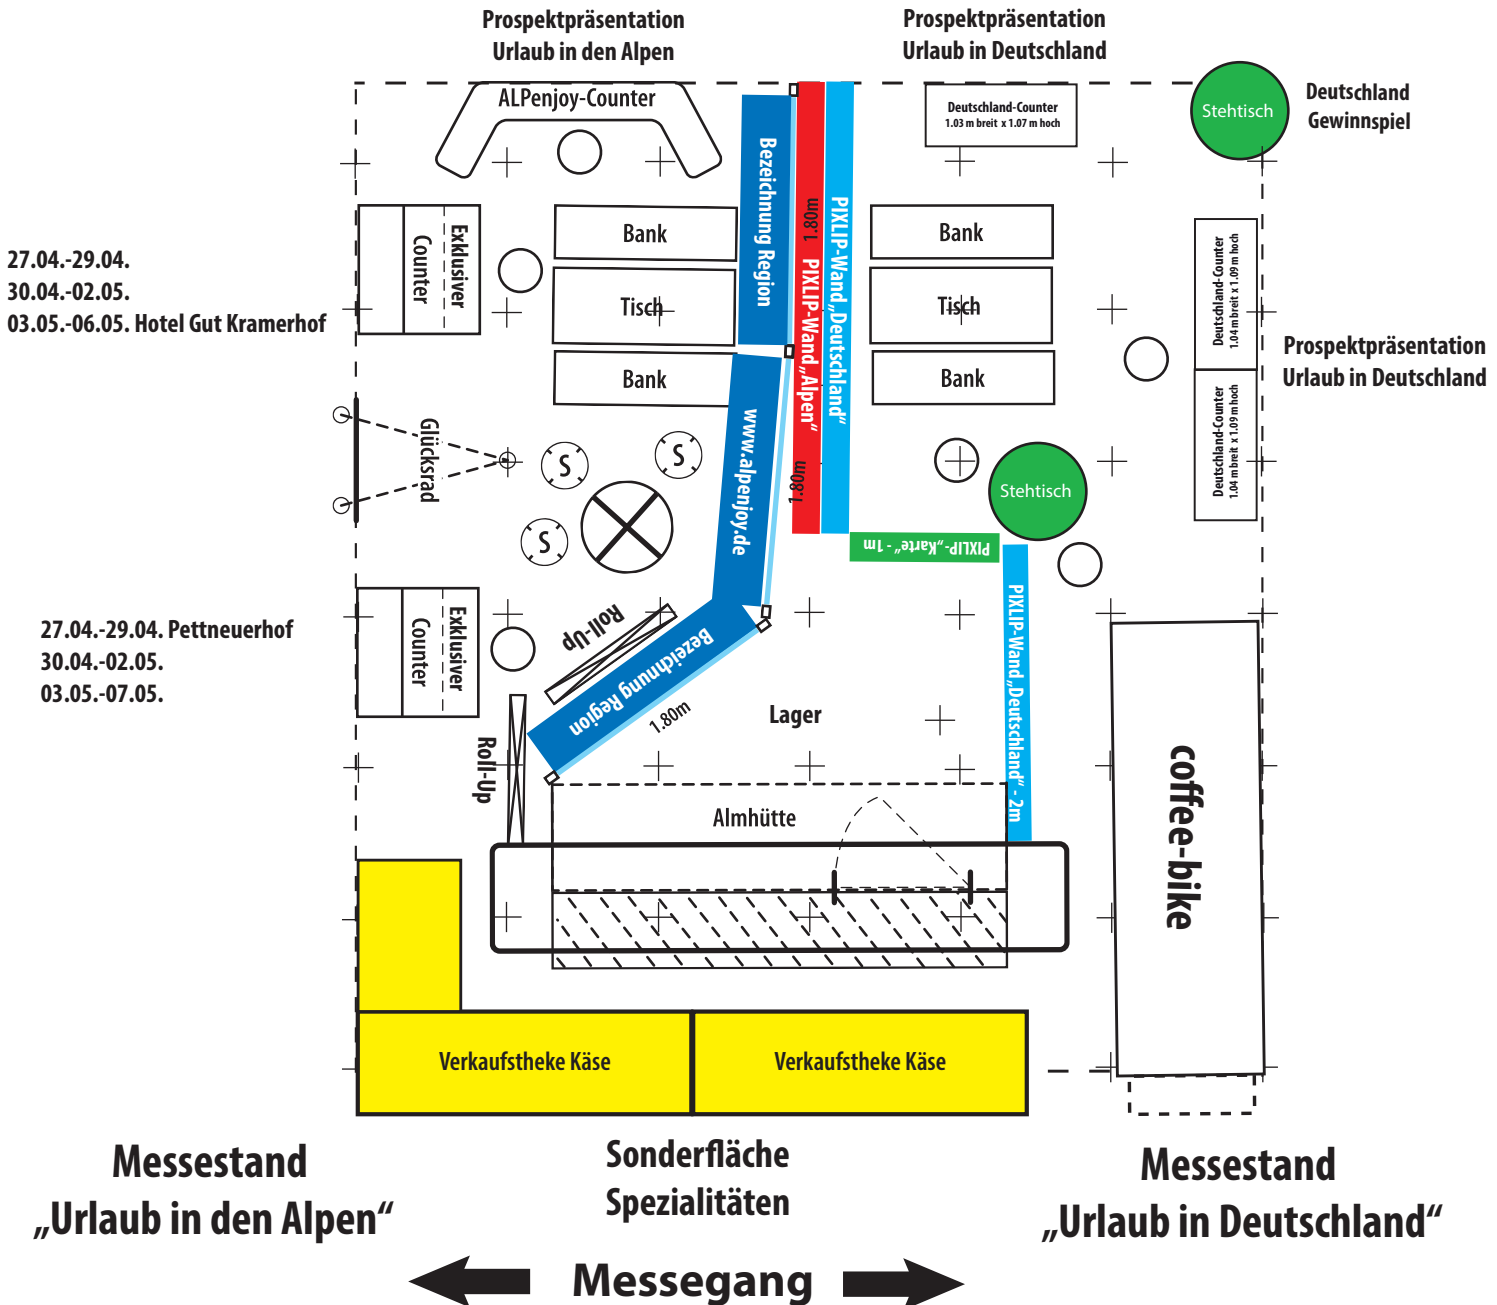 Prospektpräsentation
Urlaub in den Alpen
Prospektpräsentation
Urlaub in Deutschland
ALPenjoy-Counter
Deutschland-Counter
1.03 m breit x 1.07 m hoch
Stehtisch
Deutschland
Gewinnspiel
Bezeichnung Region
1.80m
PIXLIP-Wand„Alpen“
1.80m
PIXLIP-Wand„Deutschland“
Exklusiver
Counter
Bank
Tisch
Bank
Bank
Tisch
Bank
Deutschland-Counter
1.04 m breit x 1.09 m hoch
Deutschland-Counter
1.04 m breit x 1.09 m hoch
27.04.-29.04.
30.04.-02.05.
03.05.-06.05. Hotel Gut Kramerhof
Prospektpräsentation
Urlaub in Deutschland
www.alpenjoy.de
Glücksrad
S
S
S
Stehtisch
PIXLIP-„Karte“ - 1m
27.04.-29.04. Pettneuerhof
30.04.-02.05.
03.05.-07.05.
Exklusiver
Counter
Roll-Up
Bezeichnung Region
1.80m
Roll-Up
Lager
PIXLIP-Wand„Deutschland“ - 2m
Almhütte
coffee-bike
Verkaufstheke Käse
Verkaufstheke Käse
Messestand
„Urlaub in den Alpen“
Sonderfläche
Spezialitäten
Messestand
„Urlaub in Deutschland“
Messegang